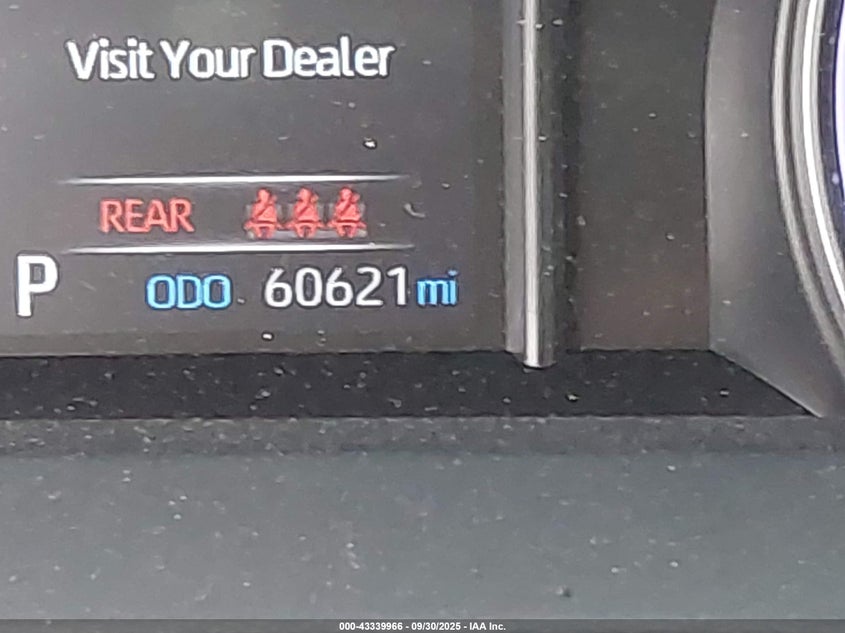 Visit Your Dealer
REAR
P ODO 60621 mi
000-43339966 - 09/30/2025 - IAA Inc.